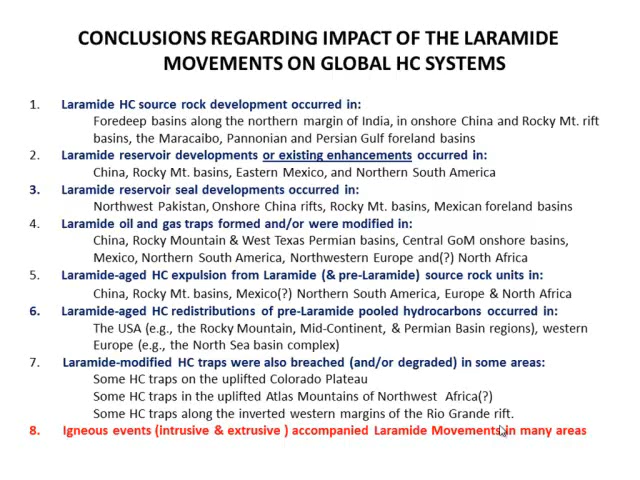 CONCLUSIONS REGARDING IMPACT OF THE LARAMIDE
MOVEMENTS ON GLOBAL HC SYSTEMS
1. Laramide HC source rock development occurred in:
Foredeep basins along the northern margin of India, in onshore China and Rocky Mt. rift
basins, the Maracaibo, Pannonian and Persian Gulf foreland basins
2. Laramide reservoir developments or existing enhancements occurred in:
China, Rocky Mt. basins, Eastern Mexico, and Northern South America
3. Laramide reservoir seal developments occurred in:
Northwest Pakistan, Onshore China rifts, Rocky Mt. basins, Mexican foreland basins
4. Laramide oil and gas traps formed and/or were modified in:
China, Rocky Mountain & West Texas Permian basins, Central GoM onshore basins,
Mexico, Northern South America, Northwestern Europe and(?) North Africa
5. Laramide-aged HC expulsion from Laramide (& pre-Laramide) source rock units in:
China, Rocky Mt. basins, Mexico(?) Northern South America, Europe & North Africa
6. Laramide-aged HC redistributions of pre-Laramide pooled hydrocarbons occurred in:
The USA (e.g., the Rocky Mountain, Mid-Continent, & Permian Basin regions), western
Europe (e.g., the North Sea basin complex)
7. Laramide-modified HC traps were also breached (and/or degraded) in some areas:
Some HC traps on the uplifted Colorado Plateau
Some HC traps in the uplifted Atlas Mountains of Northwest Africa(?)
Some HC traps along the inverted western margins of the Rio Grande rift.
8. Igneous events (intrusive & extrusive ) accompanied Laramide Movements in many areas